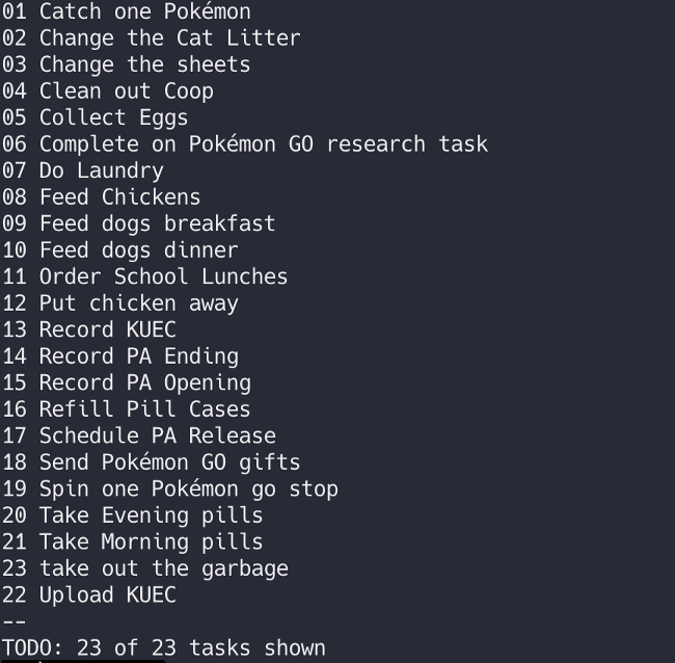 01 Catch one Pokémon
02 Change the Cat Litter
03 Change the sheets
04 Clean out Coop
05 Collect Eggs
06 Complete on Pokémon GO research task
07 Do Laundry
08 Feed Chickens
09 Feed dogs breakfast
10 Feed dogs dinner
11 Order School Lunches
12 Put chicken away
13 Record KUEC
14 Record PA Ending
15 Record PA Opening
16 Refill Pill Cases
17 Schedule PA Release
18 Send Pokémon GO gifts
19 Spin one Pokémon go stop
20 Take Evening pills
21 Take Morning pills
23 take out the garbage
22 Upload KUEC
--
TODO: 23 of 23 tasks shown